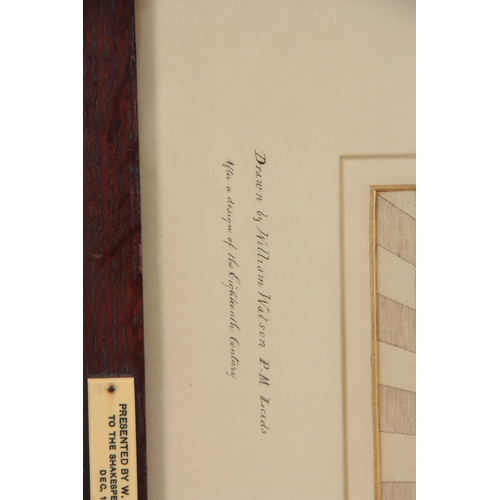 Drawn by William Watson P.M. Leeds
After a design of the Eighteenth Century
PRESENTED BY W.
TO THE SHAKESPE
DEC. 1